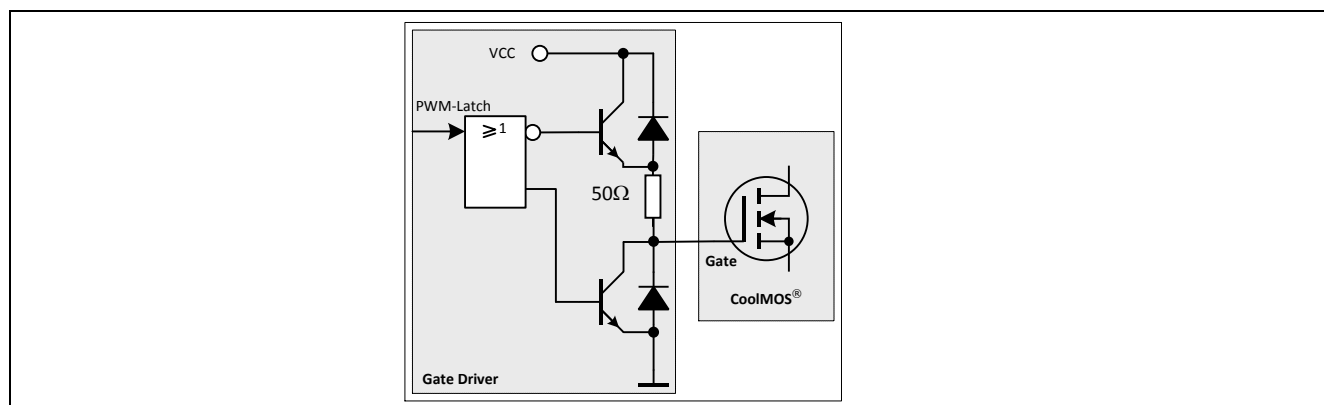 VCC
PWM-Latch
⩾1
50Ω
Gate
CoolMOS®
Gate Driver